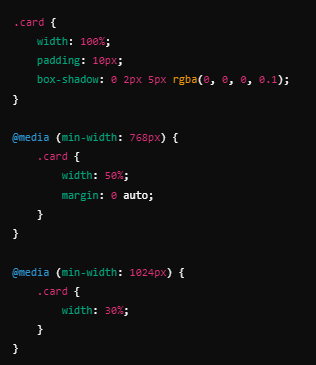 .card {
    width: 100%;
    padding: 10px;
    box-shadow: 0 2px 5px rgba(0, 0, 0, 0.1);
}

@media (min-width: 768px) {
    .card {
        width: 50%;
        margin: 0 auto;
    }
}

@media (min-width: 1024px) {
    .card {
        width: 30%;
    }
}